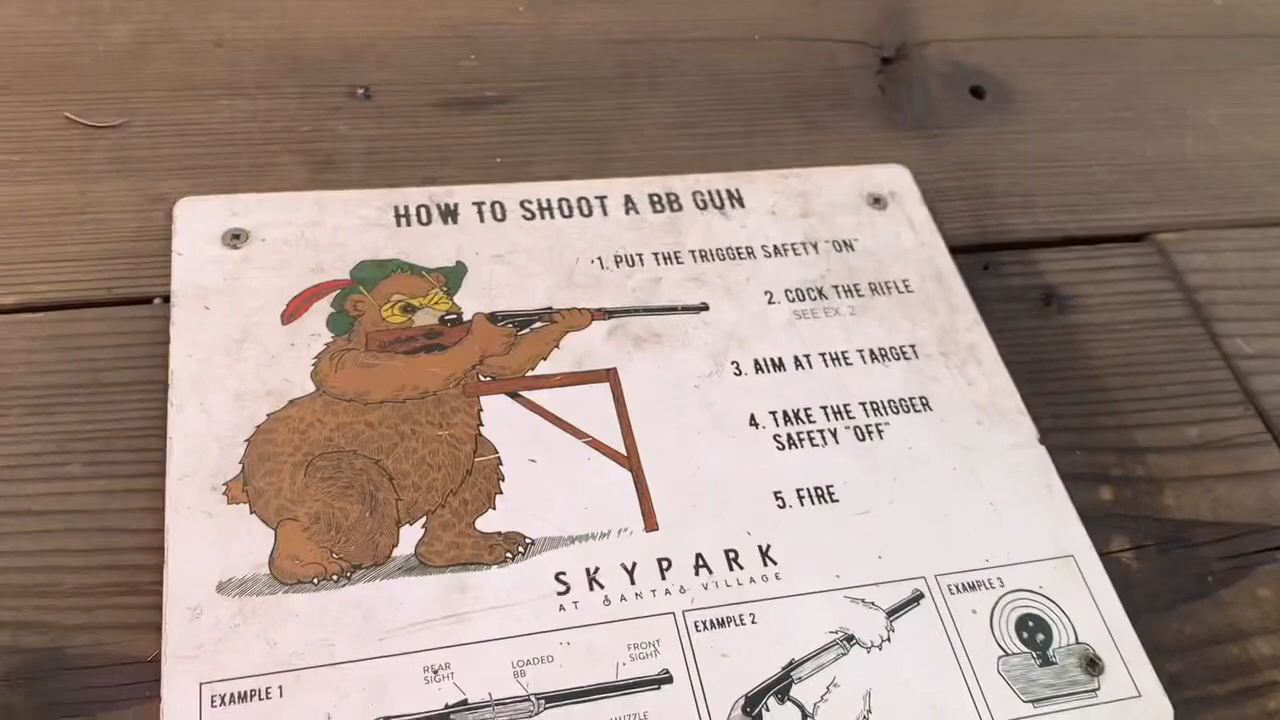 HOW TO SHOOT A BB GUN
1. PUT THE TRIGGER SAFETY "ON"
2. COCK THE RIFLE
SEE EX. 2
3. AIM AT THE TARGET
4. TAKE THE TRIGGER
SAFETY "OFF"
5. FIRE
SKYPARK
AT SANTA'S VILLAGE
EXAMPLE 1
REAR
SIGHT
LOADED
BB
FRONT
SIGHT
EXAMPLE 2
EXAMPLE 3